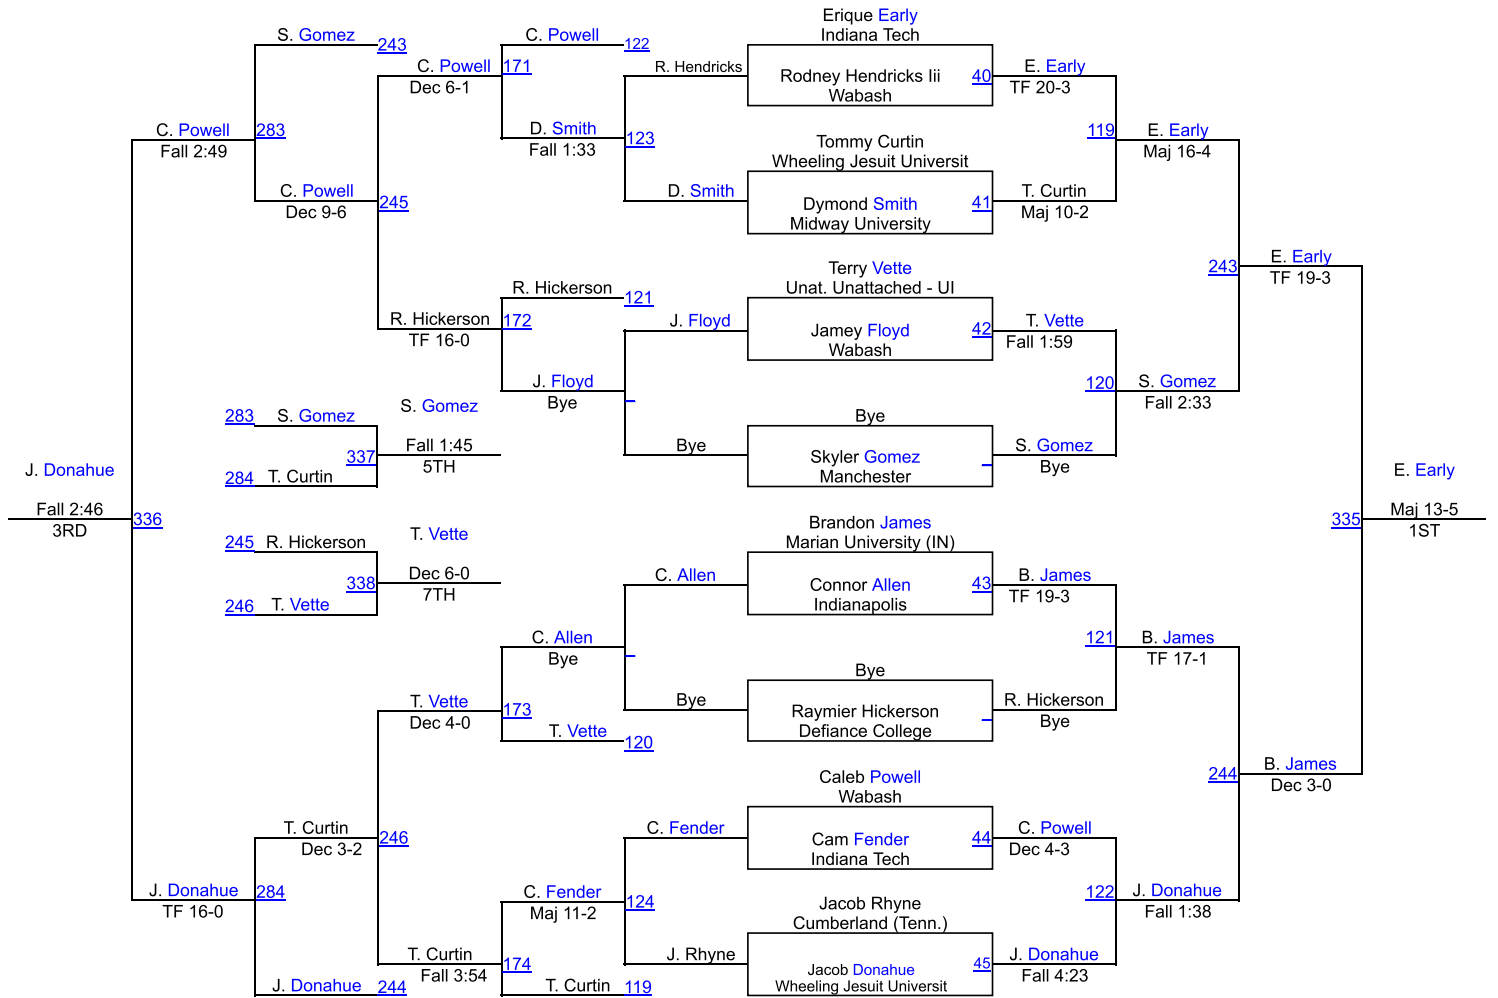 Erique Early
Indiana Tech
S. Gomez
243
C. Powell
122
C. Powell
171
Dec 6-1
R. Hendricks
Rodney Hendricks Iii
Wabash
40
E. Early
TF 20-3
C. Powell
283
Fall 2:49
D. Smith
123
Fall 1:33
Tommy Curtin
Wheeling Jesuit Universit
119
E. Early
Maj 16-4
C. Powell
245
Dec 9-6
D. Smith
Dymond Smith
Midway University
41
T. Curtin
Maj 10-2
Terry Vette
Unat. Unattached - UI
243
E. Early
TF 19-3
R. Hickerson
121
R. Hickerson
172
TF 16-0
J. Floyd
Jamey Floyd
Wabash
42
T. Vette
Fall 1:59
J. Floyd
Bye
120
S. Gomez
Fall 2:33
283
S. Gomez
S. Gomez
Bye
337
Fall 1:45
5TH
Bye
Skyler Gomez
Manchester
S. Gomez
Bye
284
T. Curtin
J. Donahue
E. Early
Fall 2:46
336
3RD
335
Maj 13-5
1ST
Brandon James
Marian University (IN)
245
R. Hickerson
T. Vette
338
Dec 6-0
7TH
C. Allen
Connor Allen
Indianapolis
43
B. James
TF 19-3
246
T. Vette
C. Allen
Bye
121
B. James
TF 17-1
Bye
T. Vette
173
Dec 4-0
Bye
Raymier Hickerson
Defiance College
R. Hickerson
Bye
T. Vette
120
244
B. James
Dec 3-0
Caleb Powell
Wabash
T. Curtin
246
Dec 3-2
C. Fender
Cam Fender
Indiana Tech
44
C. Powell
Dec 4-3
J. Donahue
284
TF 16-0
C. Fender
124
Maj 11-2
Jacob Rhyne
Cumberland (Tenn.)
122
J. Donahue
Fall 1:38
T. Curtin
174
Fall 3:54
J. Rhyne
Jacob Donahue
Wheeling Jesuit Universit
45
J. Donahue
Fall 4:23
J. Donahue
244
T. Curtin
119